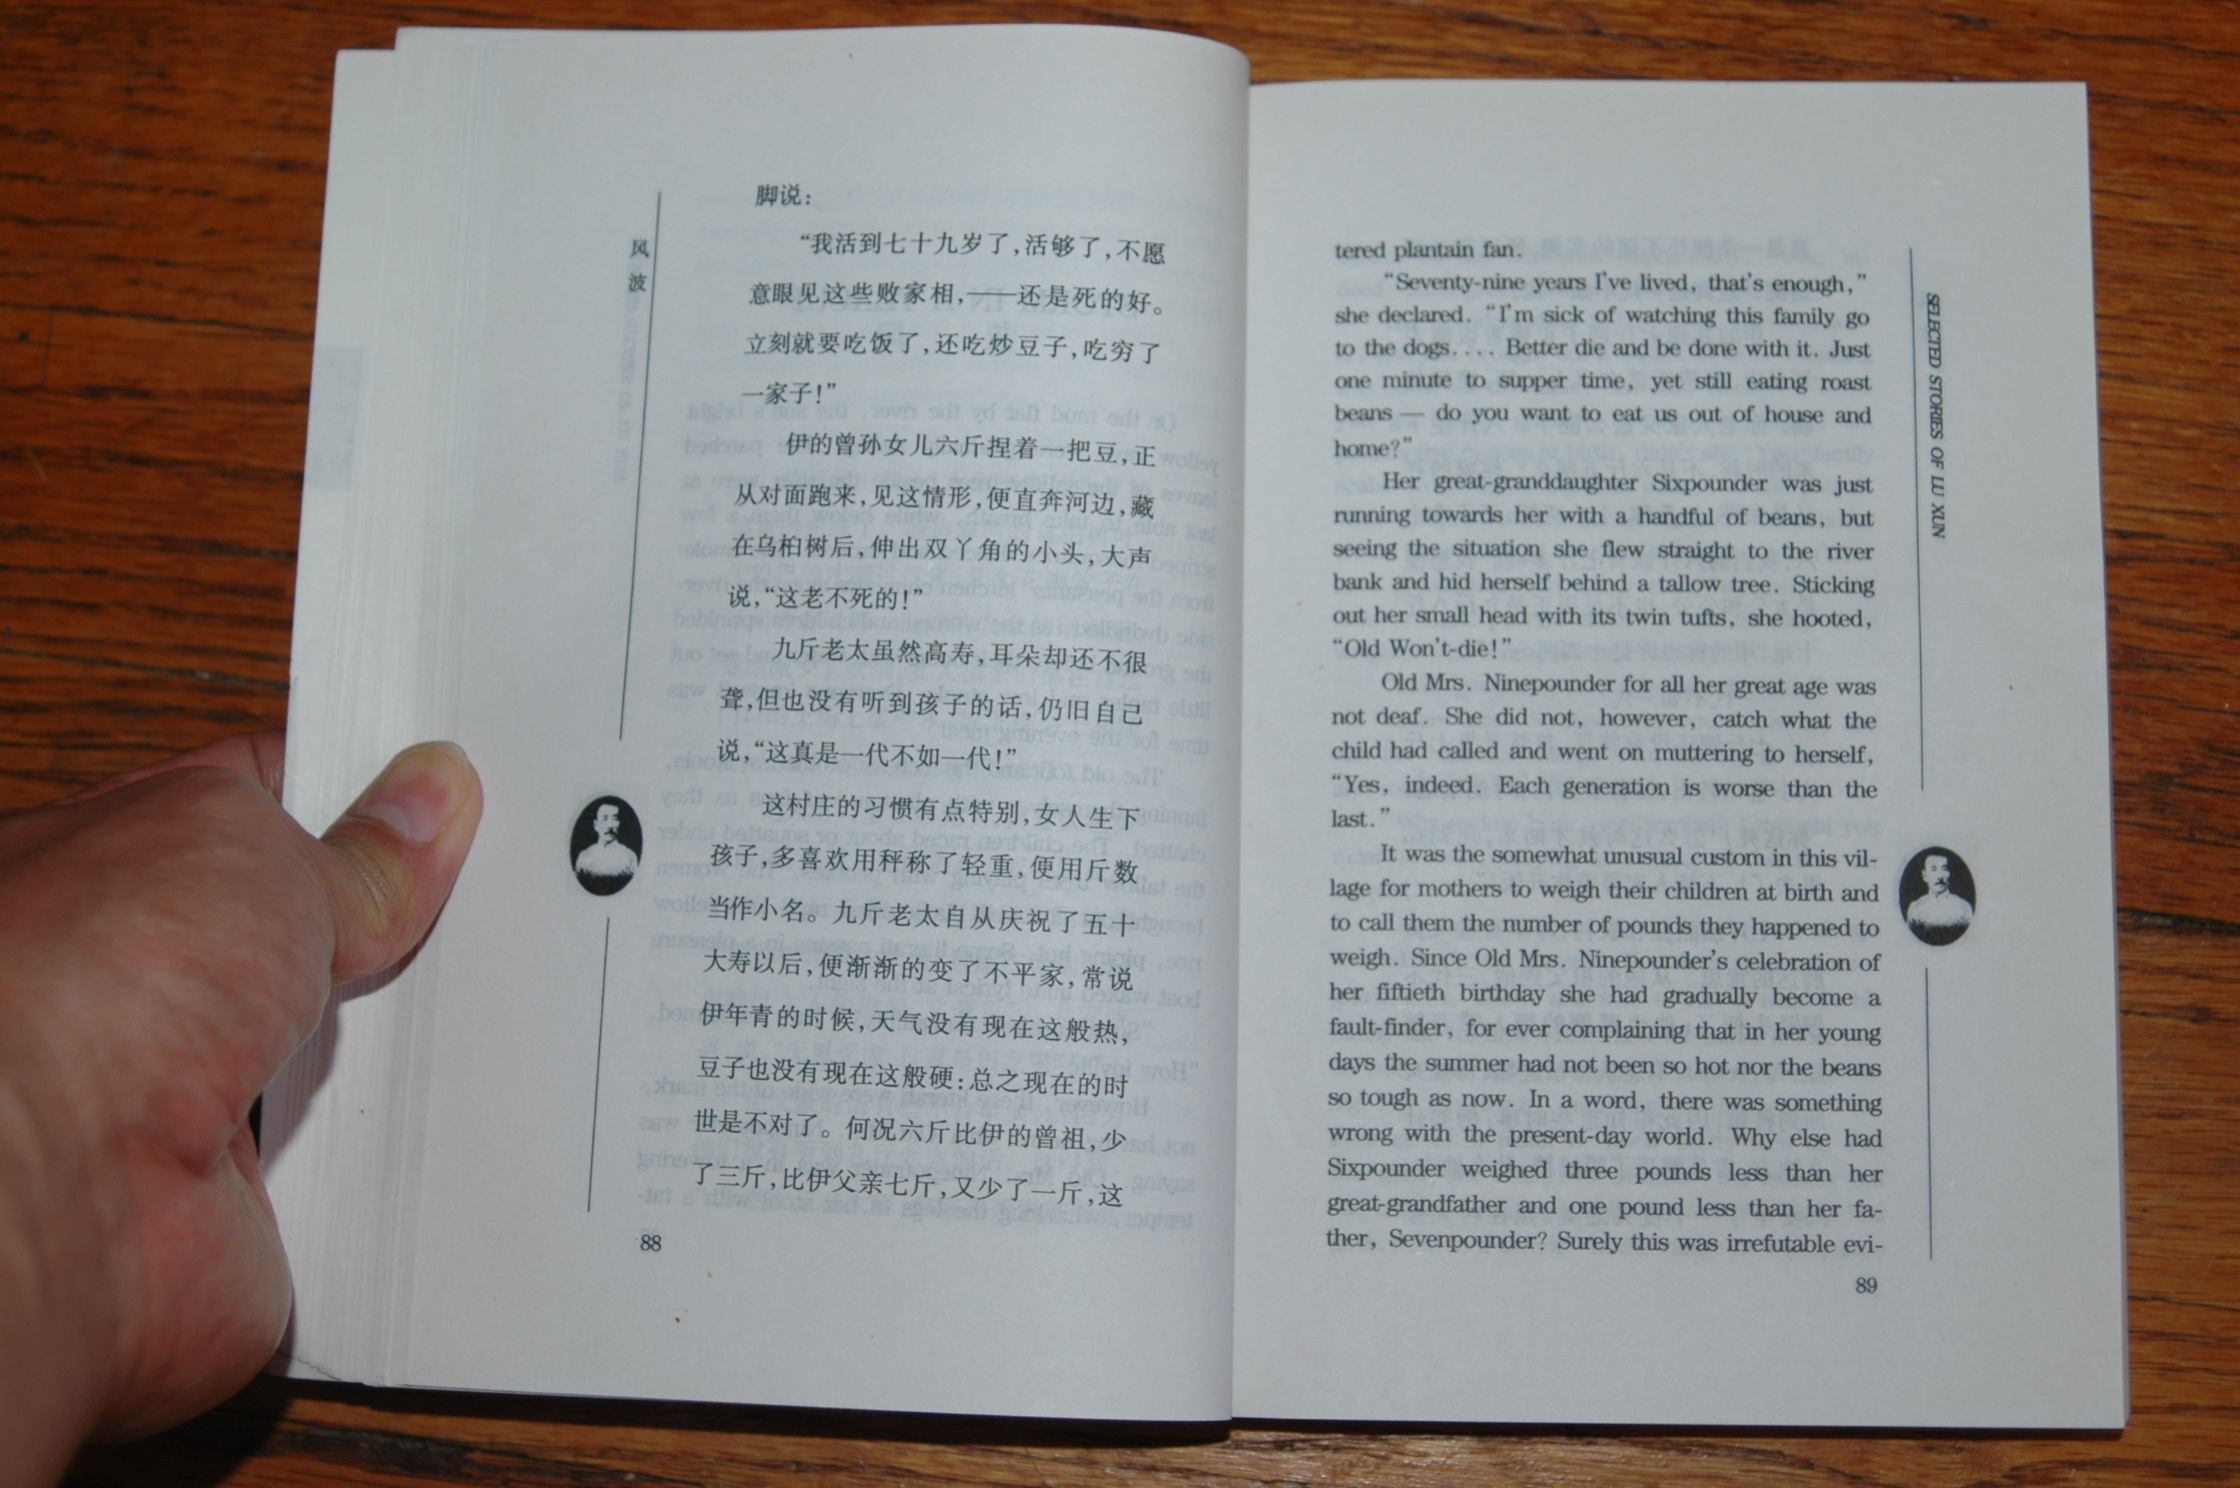 风
波
脚说：
“我活到七十九岁了，活够了，不愿
意眼见这些败家相，——还是死的好。
立刻就要吃饭了，还吃炒豆子，吃穷了
一家子！”
伊的曾孙女儿六斤捏着一把豆，正
从对面跑来，见这情形，便直奔河边，藏
在乌桕树后，伸出双丫角的小头，大声
说，“这老不死的！”
九斤老太虽然高寿，耳朵却还不很
聋，但也没有听到孩子的话，仍旧自己
说，“这真是一代不如一代！”
这村庄的习惯有点特别，女人生下
孩子，多喜欢用秤称了轻重，便用斤数
当作小名。九斤老太自从庆祝了五十
大寿以后，便渐渐的变了不平家，常说
伊年青的时候，天气没有现在这般热，
豆子也没有现在这般硬：总之现在的时
世是不对了。何况六斤比伊的曾祖，少
了三斤，比伊父亲七斤，又少了一斤，这
88
SELECTED STORIES OF LU XUN
tered plantain fan.
“Seventy-nine years I've lived, that's enough,”
she declared. “I'm sick of watching this family go
to the dogs.... Better die and be done with it. Just
one minute to supper time, yet still eating roast
beans — do you want to eat us out of house and
home?”
Her great-granddaughter Sixpounder was just
running towards her with a handful of beans, but
seeing the situation she flew straight to the river
bank and hid herself behind a tallow tree. Sticking
out her small head with its twin tufts, she hooted,
“Old Won't-die!”
Old Mrs. Ninepounder for all her great age was
not deaf. She did not, however, catch what the
child had called and went on muttering to herself,
“Yes, indeed. Each generation is worse than the
last.”
It was the somewhat unusual custom in this vil-
lage for mothers to weigh their children at birth and
to call them the number of pounds they happened to
weigh. Since Old Mrs. Ninepounder's celebration of
her fiftieth birthday she had gradually become a
fault-finder, for ever complaining that in her young
days the summer had not been so hot nor the beans
so tough as now. In a word, there was something
wrong with the present-day world. Why else had
Sixpounder weighed three pounds less than her
great-grandfather and one pound less than her fa-
ther, Sevenpounder? Surely this was irrefutable evi-
89